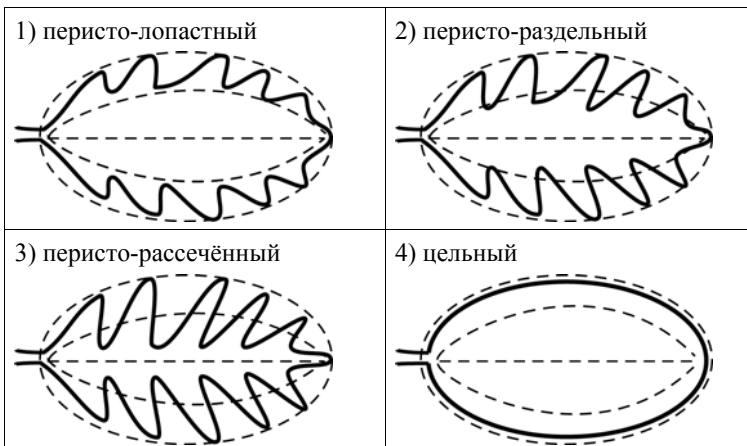 1) перисто-лопастный
2) перисто-раздельный
3) перисто-рассечённый
4) цельный